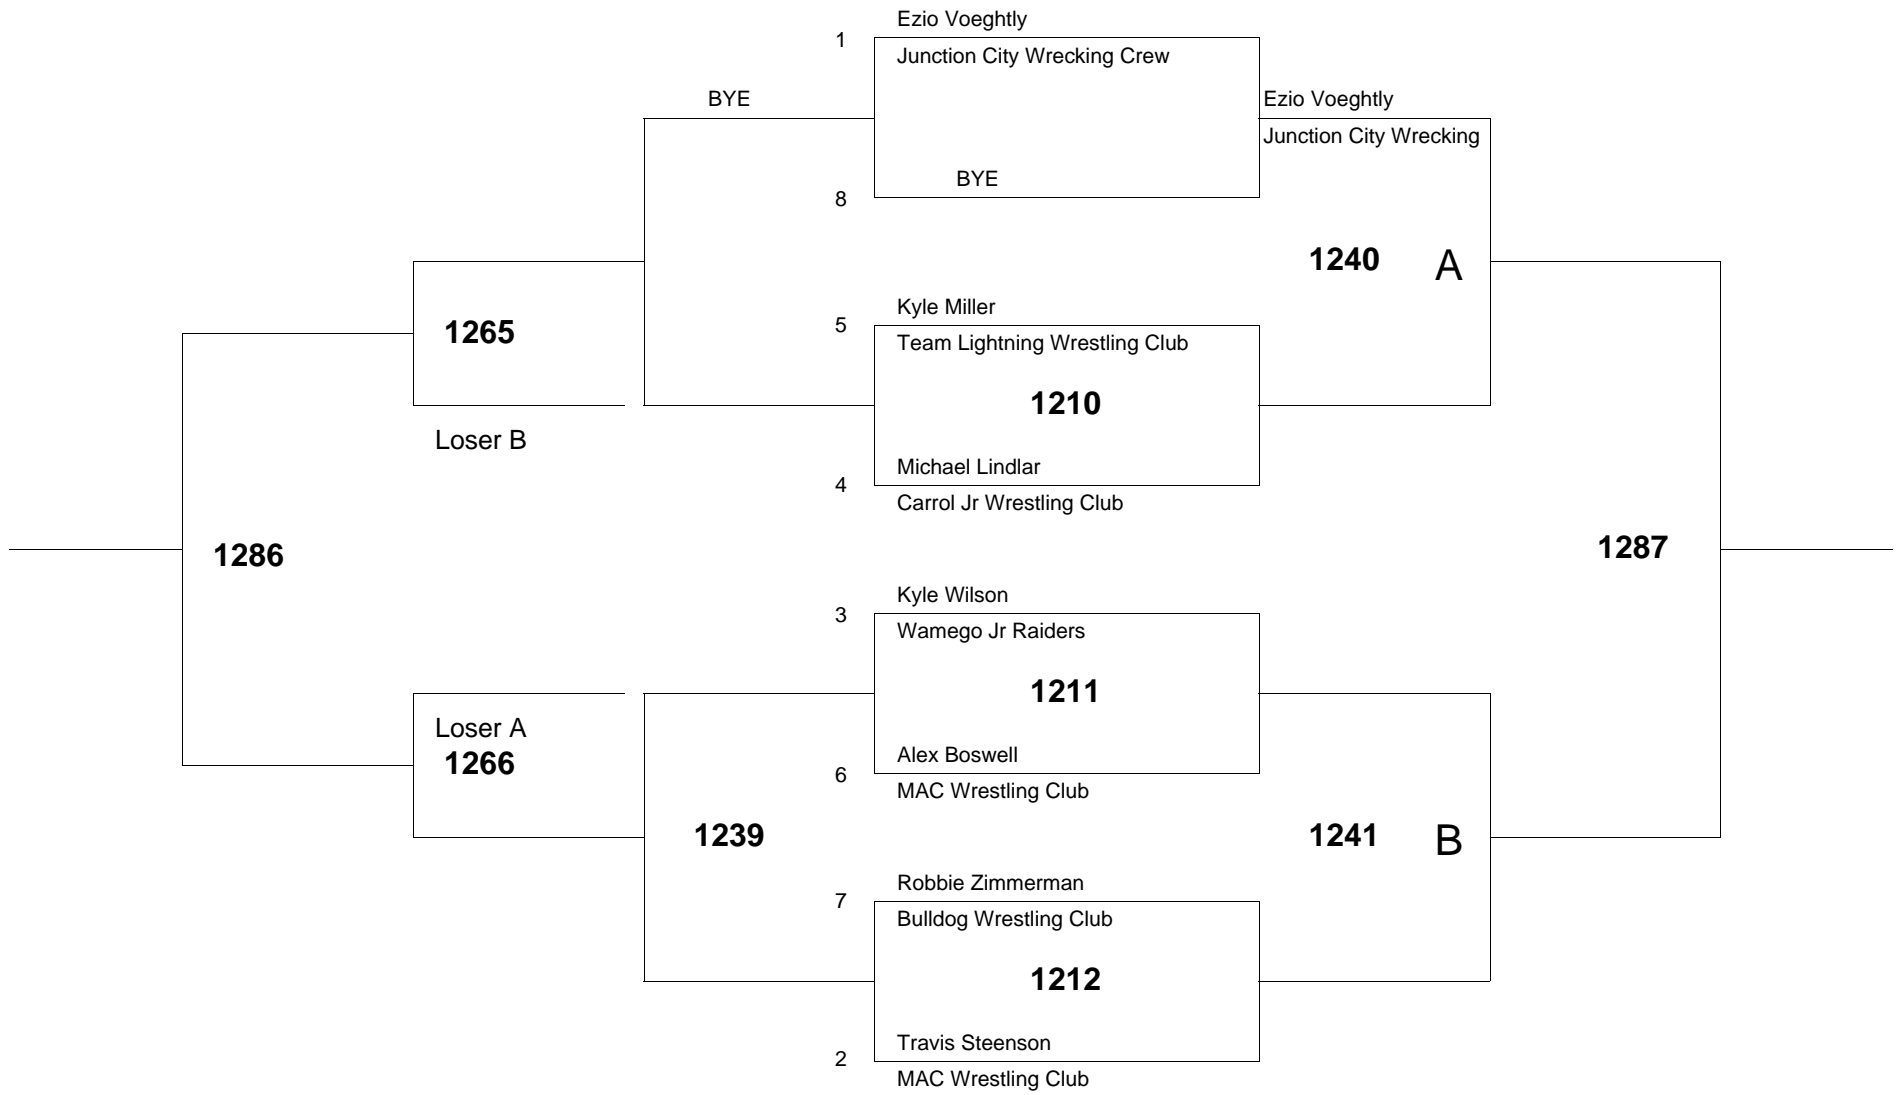 Ezio Voeghtly
1
Junction City Wrecking Crew
BYE
Ezio Voeghtly
Junction City Wrecking
BYE
8
1240 A
Kyle Miller
5
Team Lightning Wrestling Club
1265
1210
Loser B
Michael Lindlar
4
Carrol Jr Wrestling Club
1286
1287
Kyle Wilson
3
Wamego Jr Raiders
1211
Loser A
1266
Alex Boswell
6
MAC Wrestling Club
1239
1241 B
Robbie Zimmerman
7
Bulldog Wrestling Club
1212
Travis Steenson
2
MAC Wrestling Club